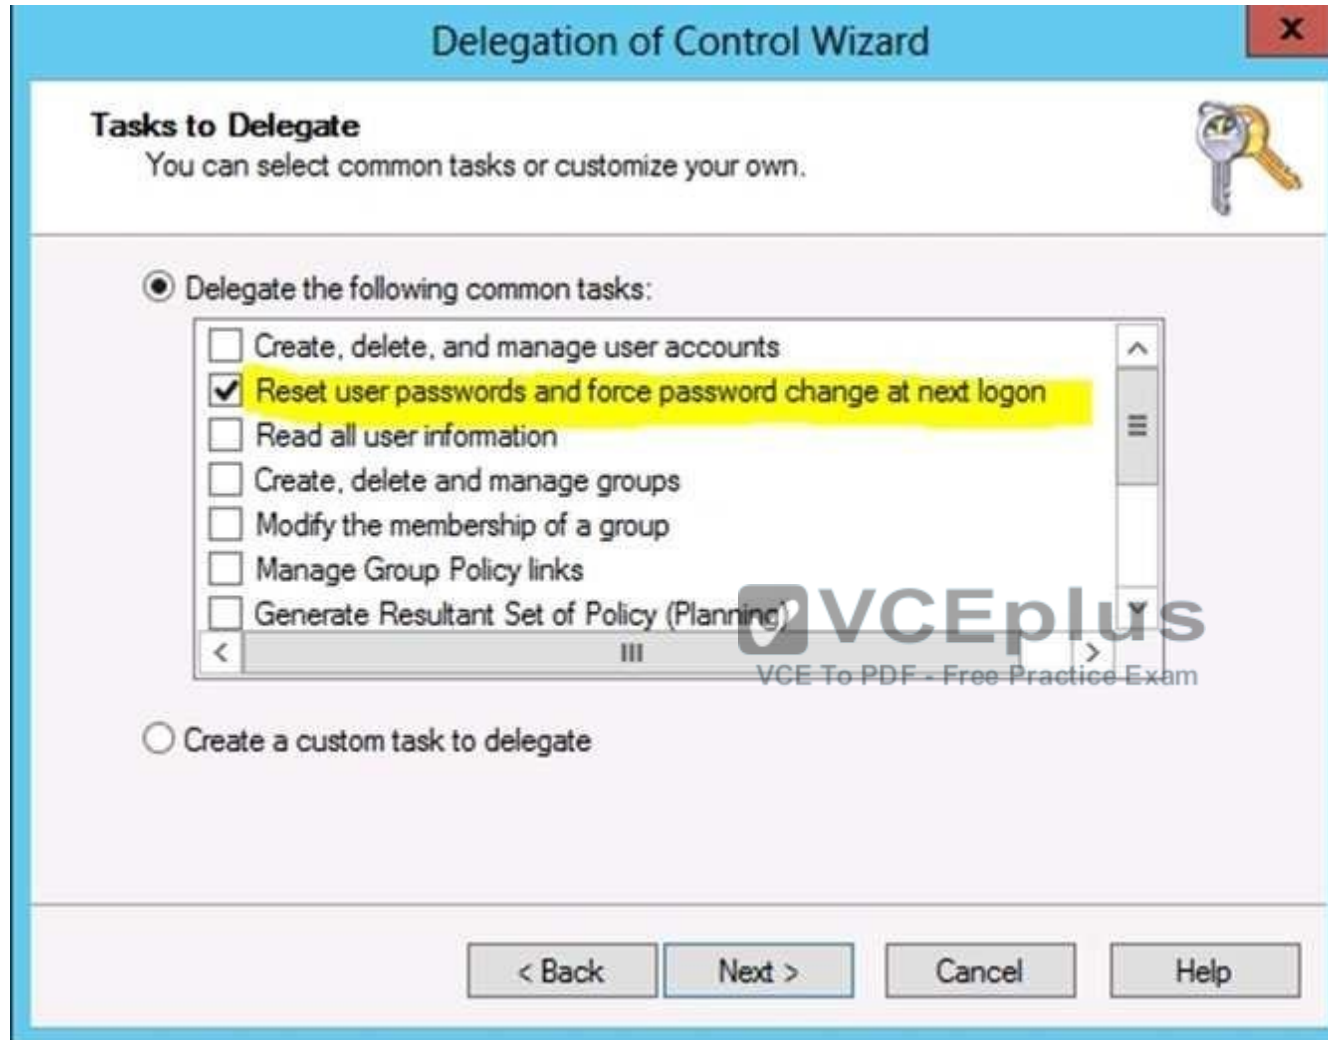 Delegation of Control Wizard
x
Tasks to Delegate
You can select common tasks or customize your own.
Delegate the following common tasks:
Create, delete, and manage user accounts
Reset user passwords and force password change at next logon
Read all user information
Create, delete and manage groups
Modify the membership of a group
Manage Group Policy links
Generate Resultant Set of Policy (Planning)
VCEplus
VCE To PDF - Free Practice Exam
Create a custom task to delegate
< Back
Next >
Cancel
Help